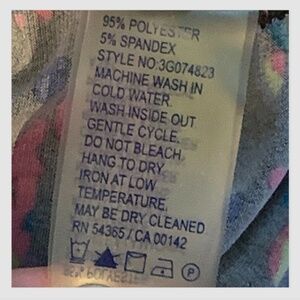 95% POLYESTER
5% SPANDEX
STYLE NO:3G074823
MACHINE WASH IN
COLD WATER.
WASH INSIDE OUT
GENTLE CYCLE.
DO NOT BLEACH.
HANG TO DRY
IRON AT LOW
TEMPERATURE.
MAY BE DRY CLEANED
RN 54365 / CA 00142
P